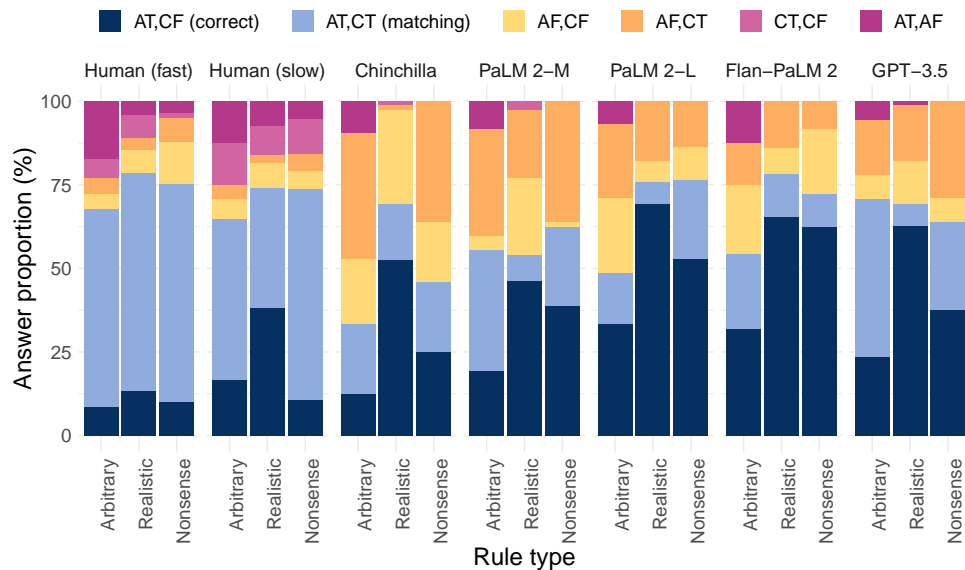 AT,CF (correct) AT,CT (matching) AF,CF AF,CT CT,CF AT,AF
Human (fast) Human (slow) Chinchilla PaLM 2−M PaLM 2−L Flan−PaLM 2 GPT−3.5
100
75
50
25
0
Answer proportion (%)
Arbitrary Realistic Nonsense Arbitrary Realistic Nonsense Arbitrary Realistic Nonsense Arbitrary Realistic Nonsense Arbitrary Realistic Nonsense Arbitrary Realistic Nonsense Arbitrary Realistic Nonsense
Rule type